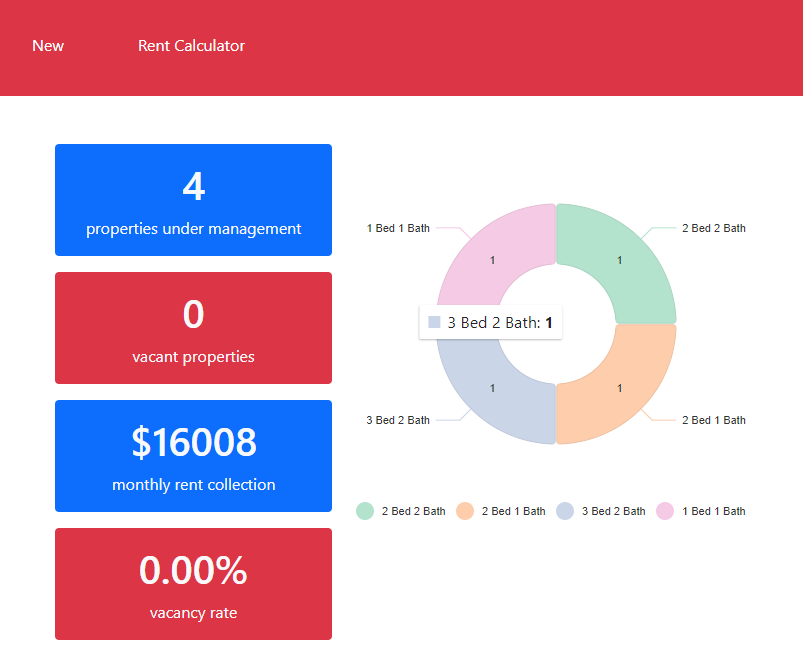 New
Rent Calculator
4
properties under management
0
vacant properties
$16008
monthly rent collection
0.00%
vacancy rate
1 Bed 1 Bath
2 Bed 2 Bath
1
1
3 Bed 2 Bath: 1
1
1
3 Bed 2 Bath
2 Bed 1 Bath
2 Bed 2 Bath
2 Bed 1 Bath
3 Bed 2 Bath
1 Bed 1 Bath